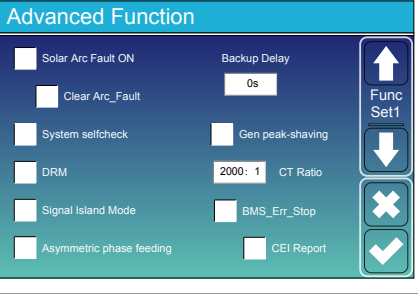 Advanced Function
Solar Arc Fault ON
Backup Delay
Clear Arc_Fault
0s
Func
Set1
System selfcheck
Gen peak-shaving
DRM
2000: 1
CT Ratio
Signal Island Mode
BMS_Err_Stop
Asymmetric phase feeding
CEI Report